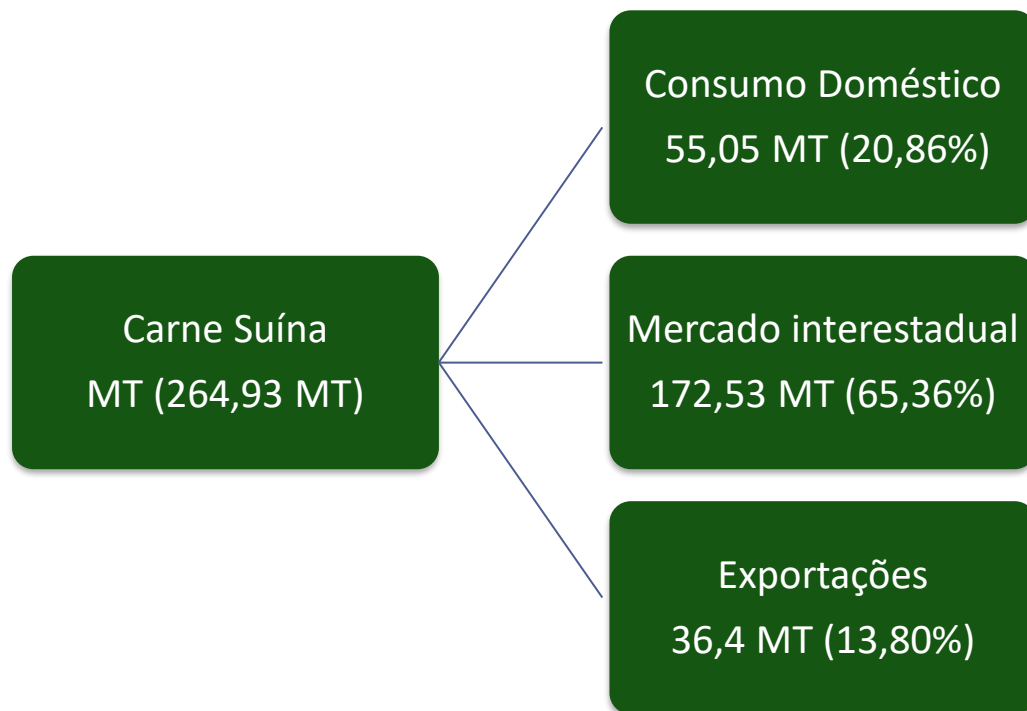 Carne Suína
MT (264,93 MT)
Consumo Doméstico
55,05 MT (20,86%)
Mercado interestadual
172,53 MT (65,36%)
Exportações
36,4 MT (13,80%)